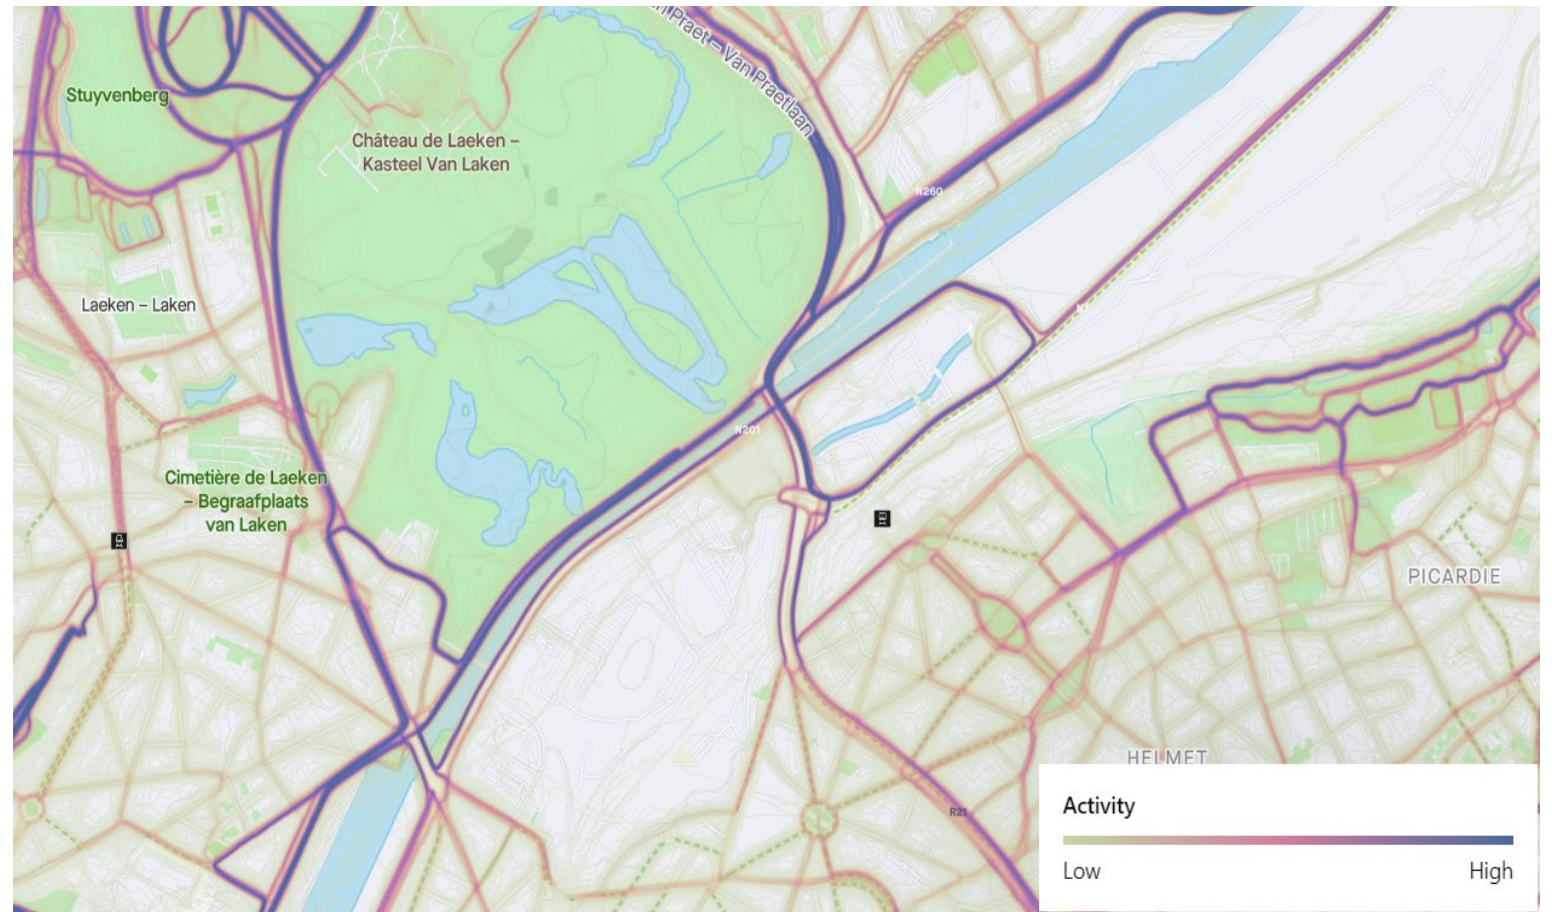 Praet – Van Praetlaan
Stuyvenberg
Château de Laeken –
Kasteel Van Laken
N260
Laeken – Laken
N201
Cimetière de Laeken
– Begraafplaats
van Laken
PICARDIE
HELMET
R21
Activity
Low
High